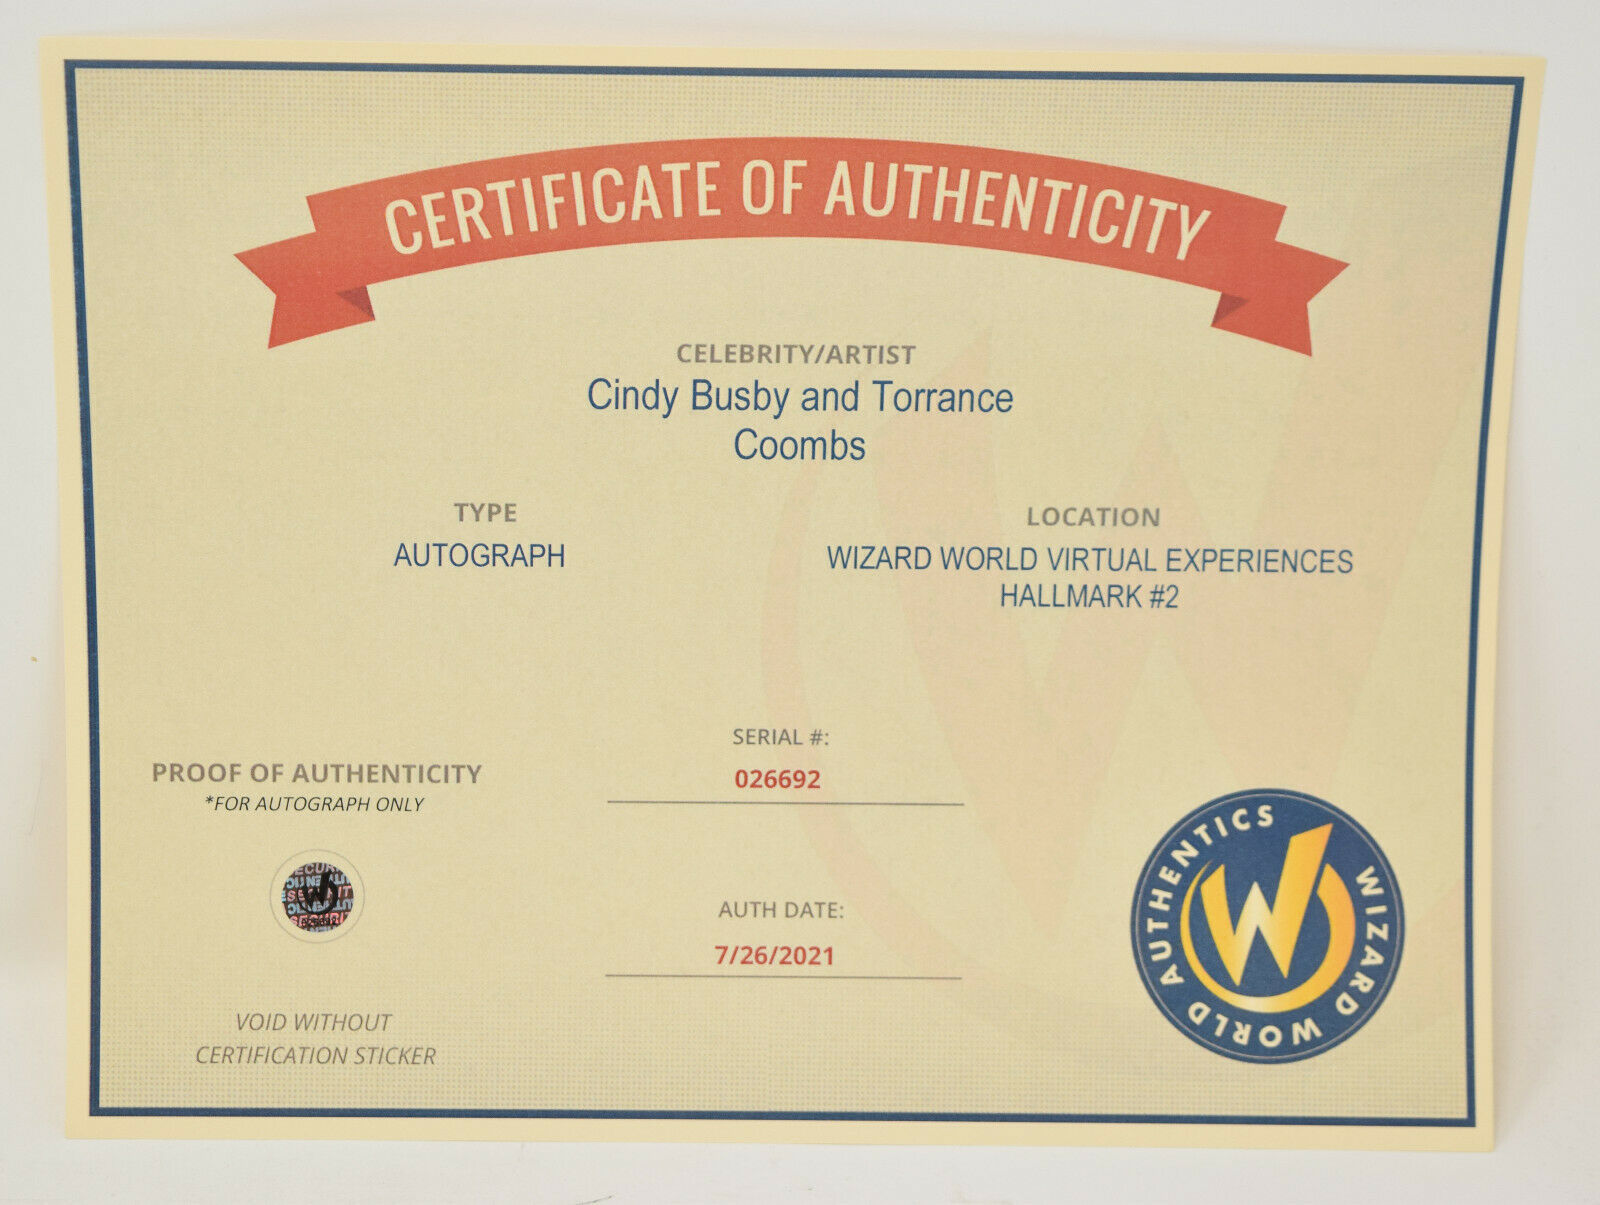 CERTIFICATE OF AUTHENTICITY
CELEBRITY/ARTIST
Cindy Busby and Torrance
Coombs
TYPE
AUTOGRAPH
LOCATION
WIZARD WORLD VIRTUAL EXPERIENCES
HALLMARK #2
SERIAL #:
026692
PROOF OF AUTHENTICITY
*FOR AUTOGRAPH ONLY
AUTH DATE:
7/26/2021
VOID WITHOUT
CERTIFICATION STICKER
WIZARD WORLD AUTHENTICS
W